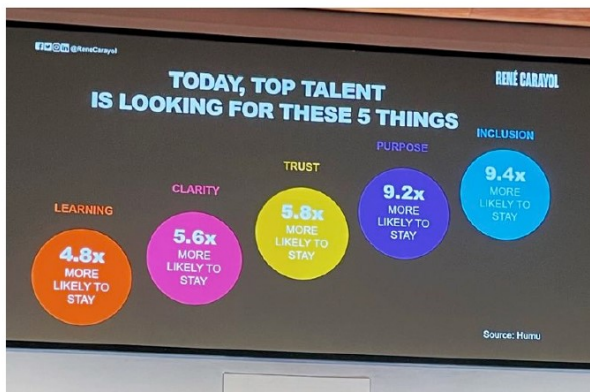 @ReneCarayol
RENÉ CARAYOL
TODAY, TOP TALENT
IS LOOKING FOR THESE 5 THINGS
LEARNING
4.8x
MORE
LIKELY TO
STAY
CLARITY
5.6x
MORE
LIKELY TO
STAY
TRUST
5.8x
MORE
LIKELY TO
STAY
PURPOSE
9.2x
MORE
LIKELY TO
STAY
INCLUSION
9.4x
MORE
LIKELY TO
STAY
Source: Humu